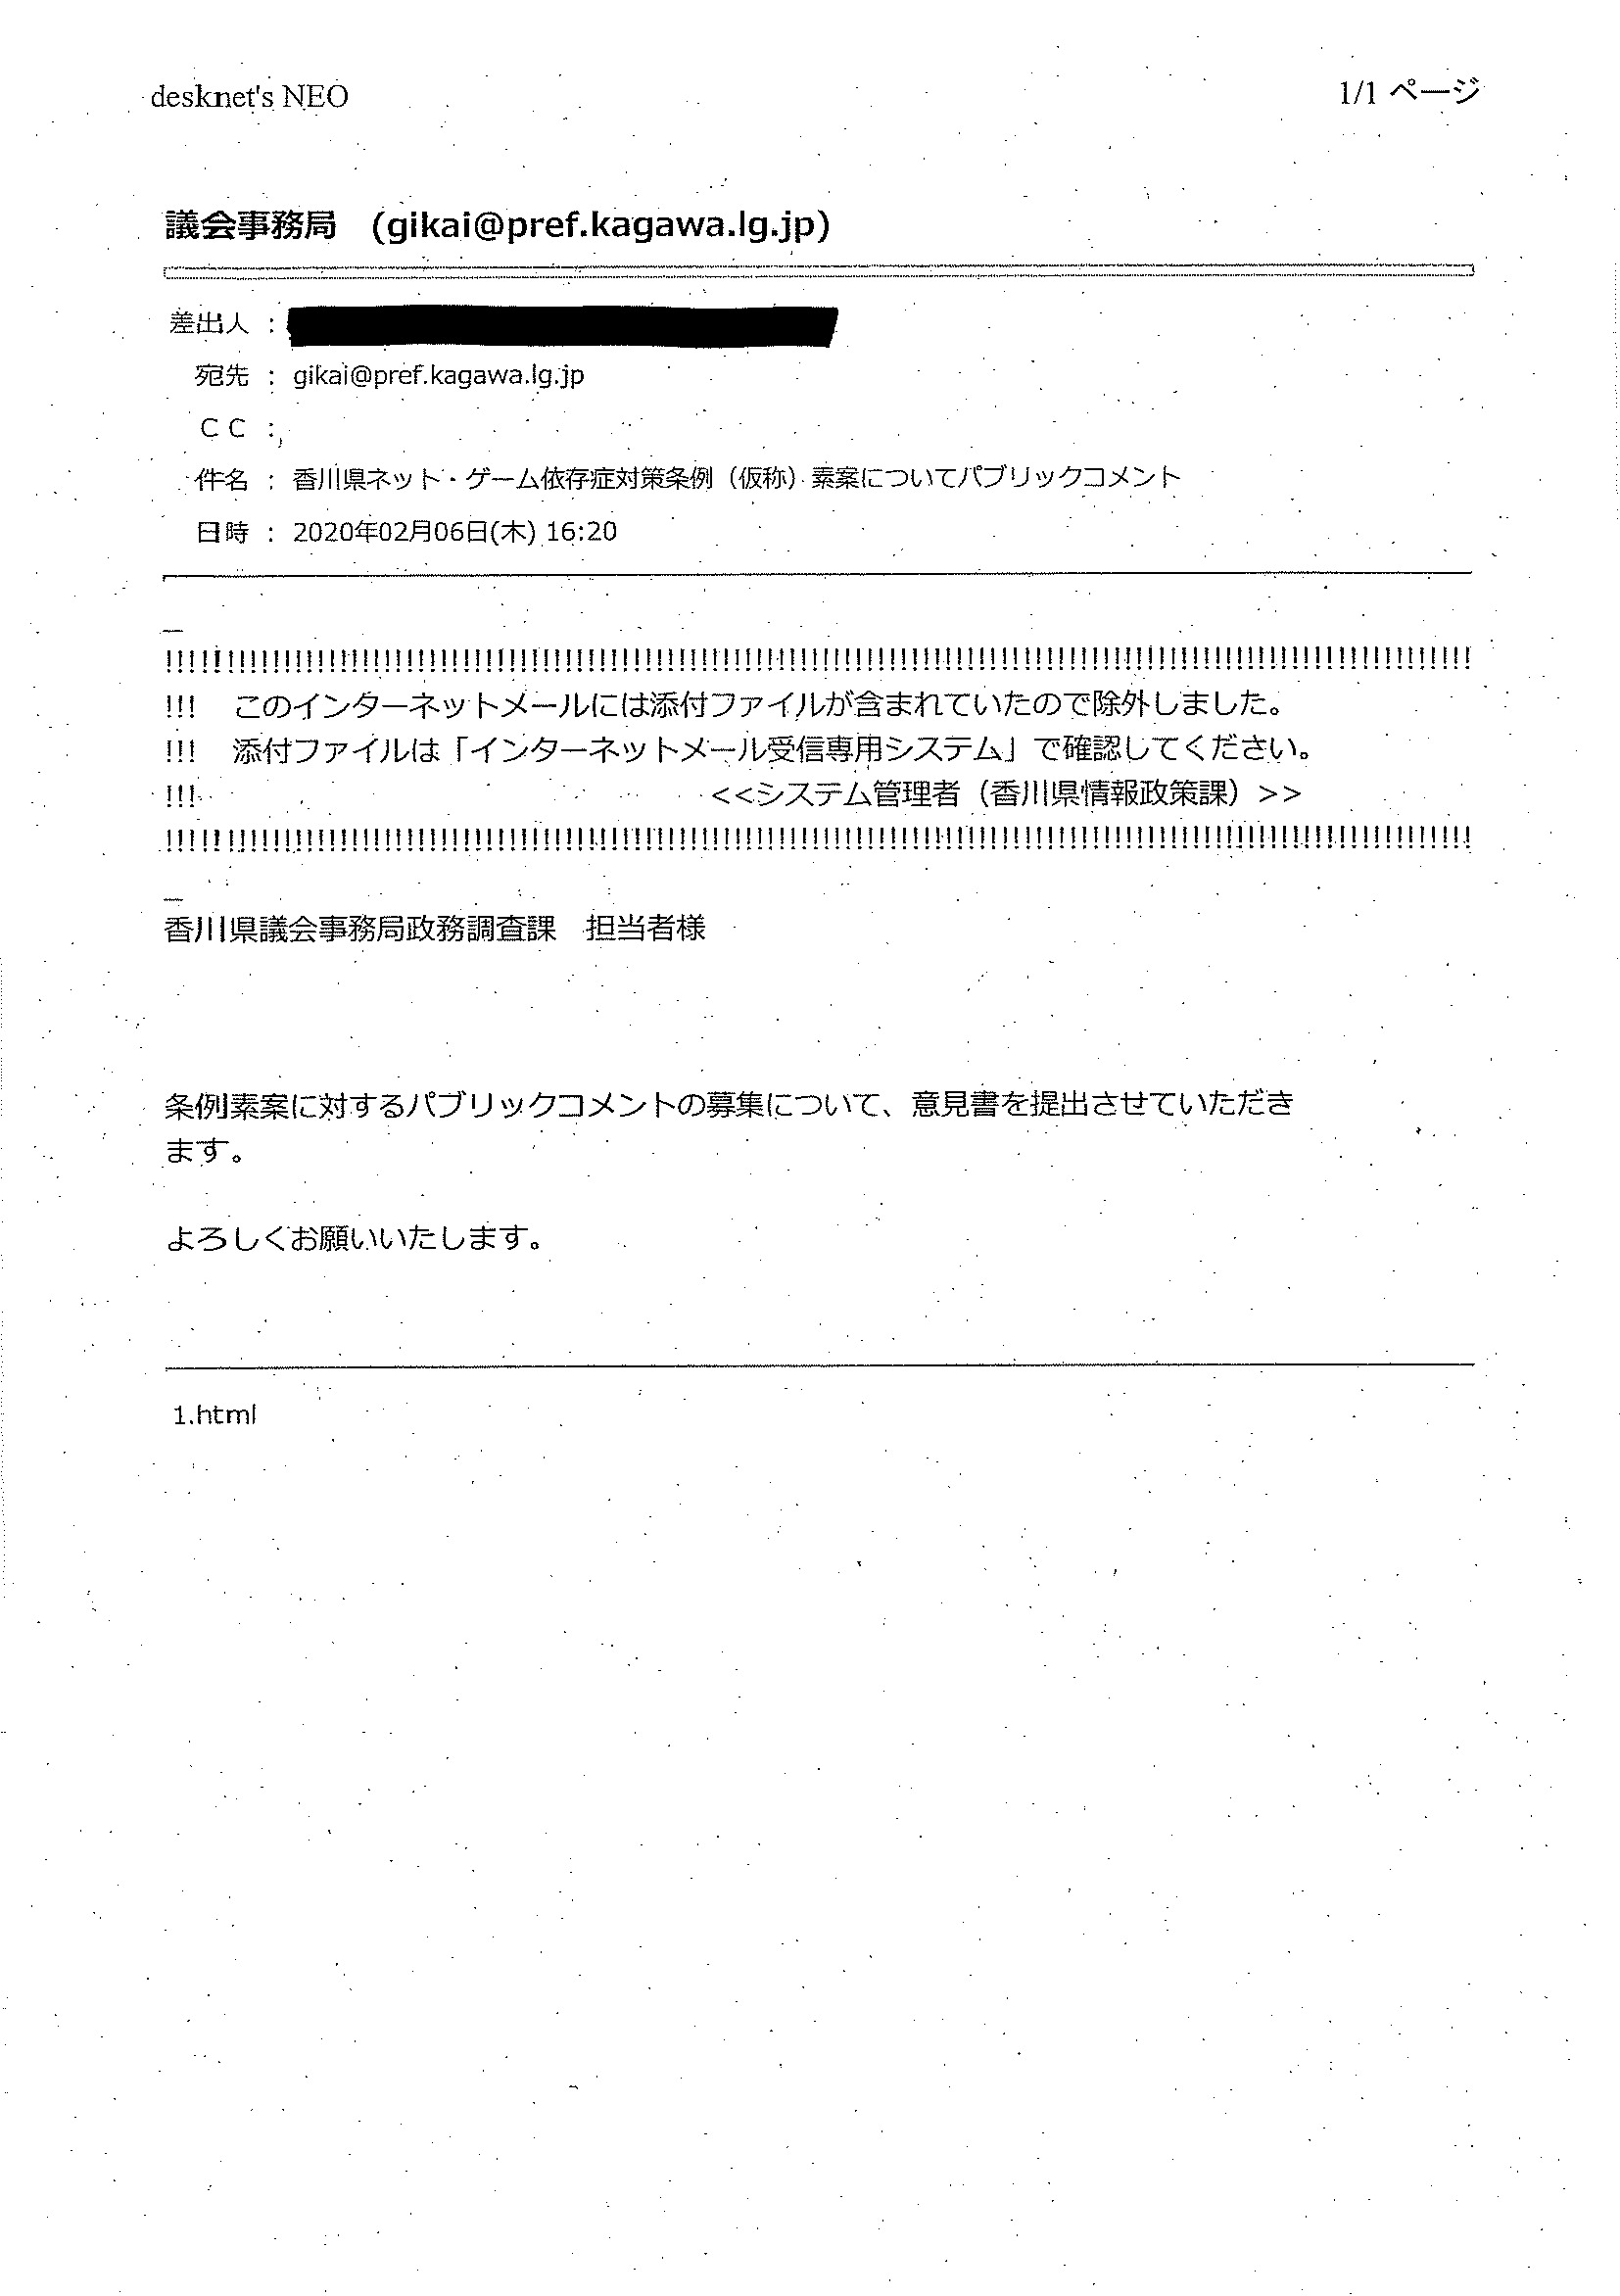 desknet's NEO
1/1 ページ
議会事務局 (gikai@pref.kagawa.lg.jp)
差出人 :
宛先 : gikai@pref.kagawa.lg.jp
ＣＣ :
件名 : 香川県ネット・ゲーム依存症対策条例（仮称）素案についてパブリックコメント
日時 : 2020年02月06日(木) 16:20
!!!!!!!!!!!!!!!!!!!!!!!!!!!!!!!!!!!!!!!!!!!!!!!!!!!!!!!!!!!!!!!!!!!!!!!!!!!!!!!!!!!!!!!!!!!!!!!!!!!!!!!!!!!!!!!!!!!!
!!! このインターネットメールには添付ファイルが含まれていたので除外しました。
!!! 添付ファイルは「インターネットメール受信専用システム」で確認してください。
!!! <<システム管理者（香川県情報政策課）>>
!!!!!!!!!!!!!!!!!!!!!!!!!!!!!!!!!!!!!!!!!!!!!!!!!!!!!!!!!!!!!!!!!!!!!!!!!!!!!!!!!!!!!!!!!!!!!!!!!!!!!!!!!!!!!!!!!!!!
香川県議会事務局政務調査課　担当者様
条例素案に対するパブリックコメントの募集について、意見書を提出させていただき
ます。
よろしくお願いいたします。
1.html